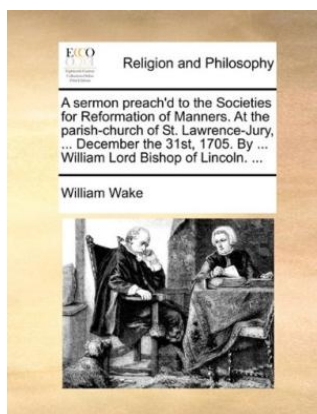 ECCO
Religion and Philosophy
A sermon preach'd to the Societies
for Reformation of Manners. At the
parish-church of St. Lawrence-Jury,
... December the 31st, 1705. By ...
William Lord Bishop of Lincoln. ...
William Wake